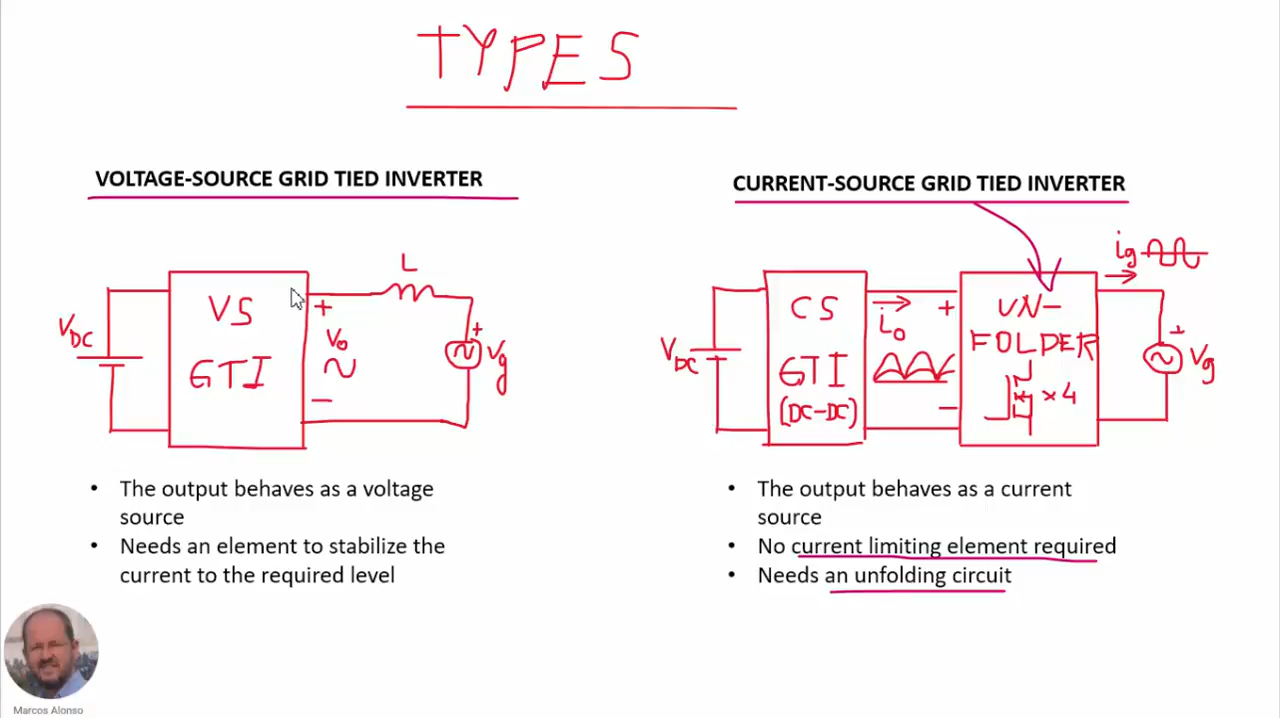 TYPES
VOLTAGE-SOURCE GRID TIED INVERTER
L
VDC
VS
GTI
+
Vo
−
+
Vg
• The output behaves as a voltage
source
• Needs an element to stabilize the
current to the required level
CURRENT-SOURCE GRID TIED INVERTER
ig
VDC
CS
GTI
(DC-DC)
io
+
−
UN-
FOLDER
×4
+
Vg
• The output behaves as a current
source
• No current limiting element required
• Needs an unfolding circuit
Marcos Alonso